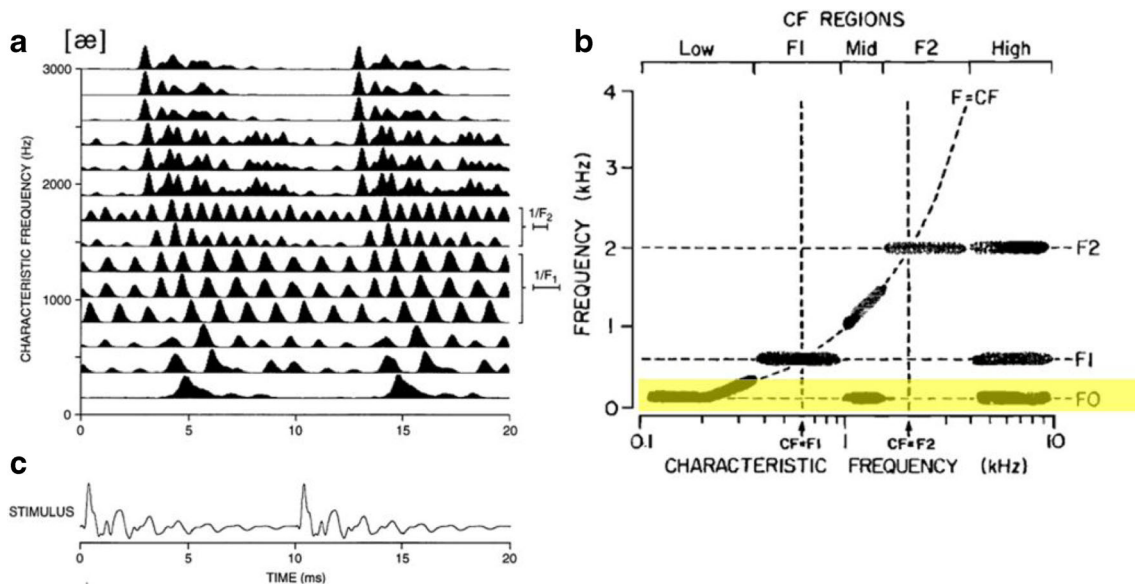 a
[æ]
3000
2000
1000
0
CHARACTERISTIC FREQUENCY (Hz)
1/F2
1/F1
0
5
10
15
20
b
CF REGIONS
Low
F1
Mid
F2
High
F=CF
4
3
2
1
0
FREQUENCY (kHz)
F2
F1
F0
0.1
1
10
CF=F1
CF=F2
CHARACTERISTIC FREQUENCY (kHz)
c
STIMULUS
0
5
10
15
20
TIME (ms)